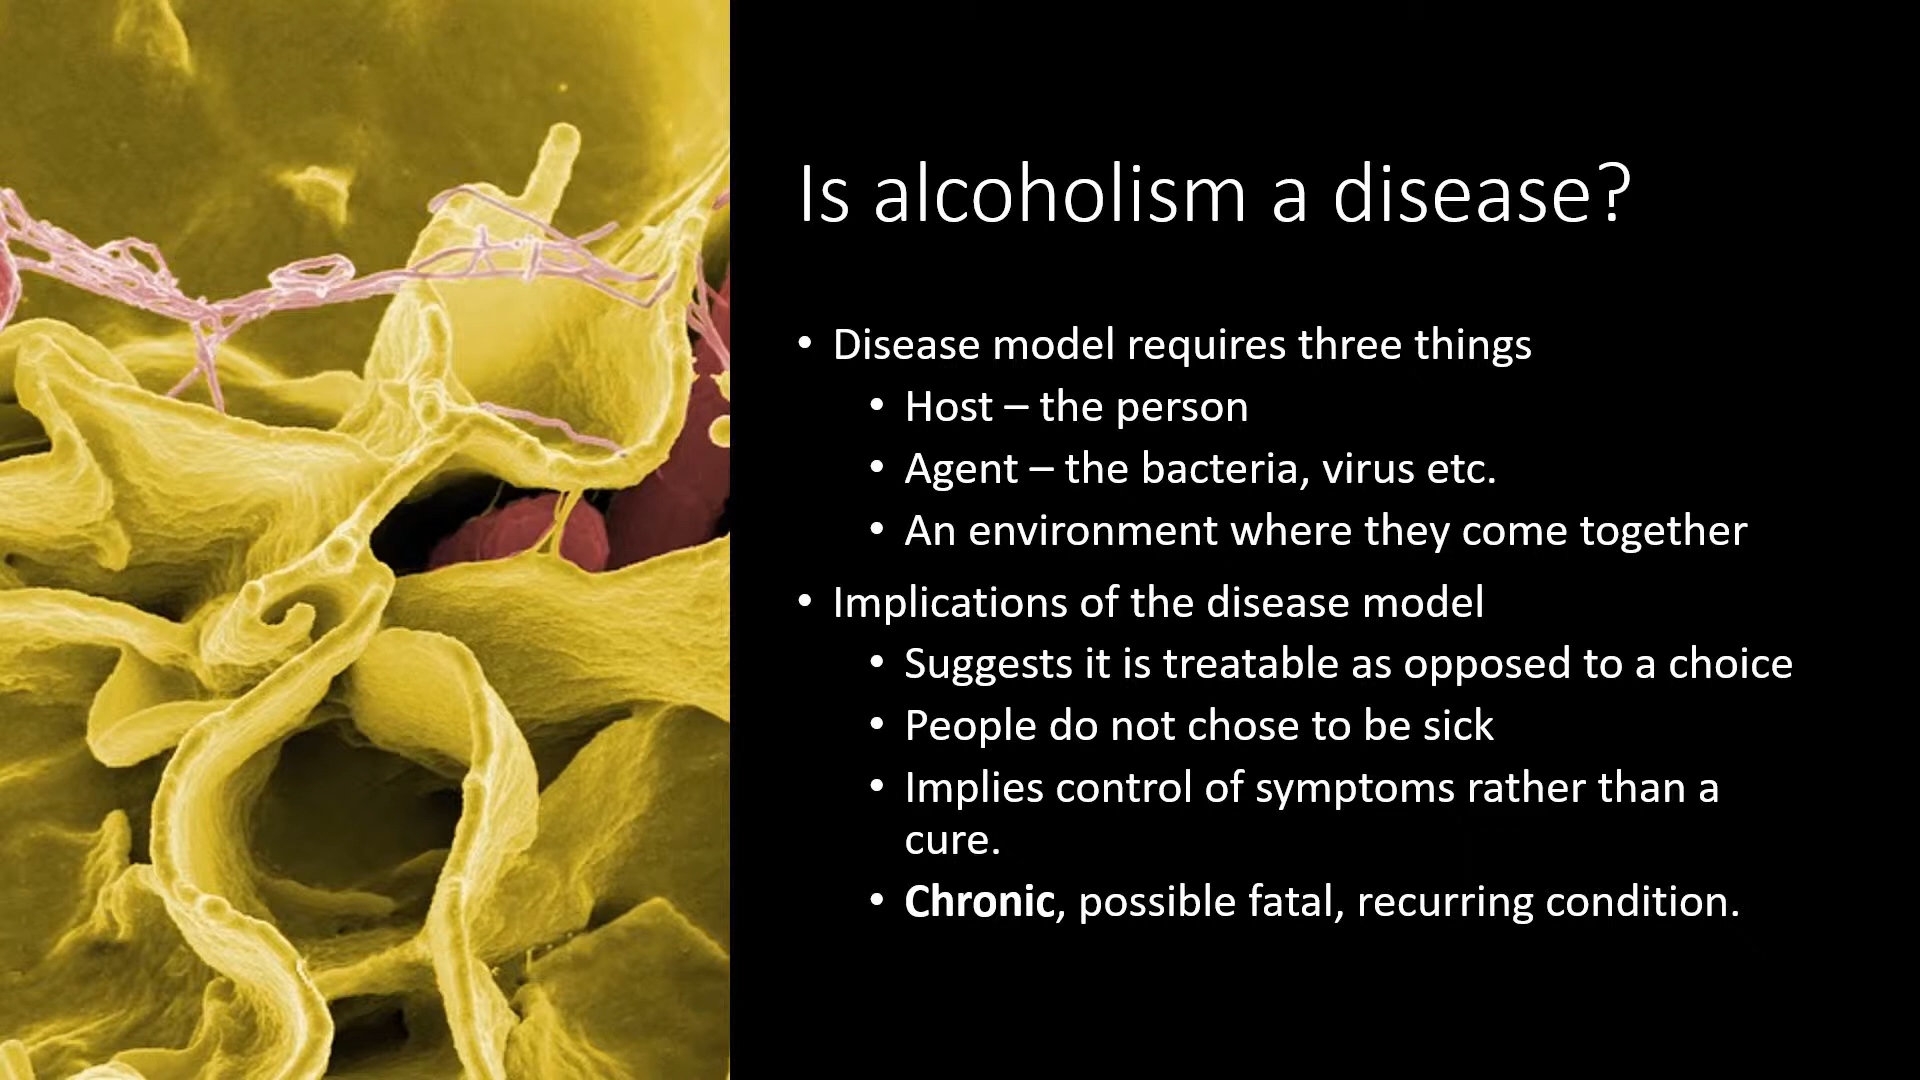 Is alcoholism a disease?
• Disease model requires three things
• Host – the person
• Agent – the bacteria, virus etc.
• An environment where they come together
• Implications of the disease model
• Suggests it is treatable as opposed to a choice
• People do not chose to be sick
• Implies control of symptoms rather than a
cure.
• Chronic, possible fatal, recurring condition.